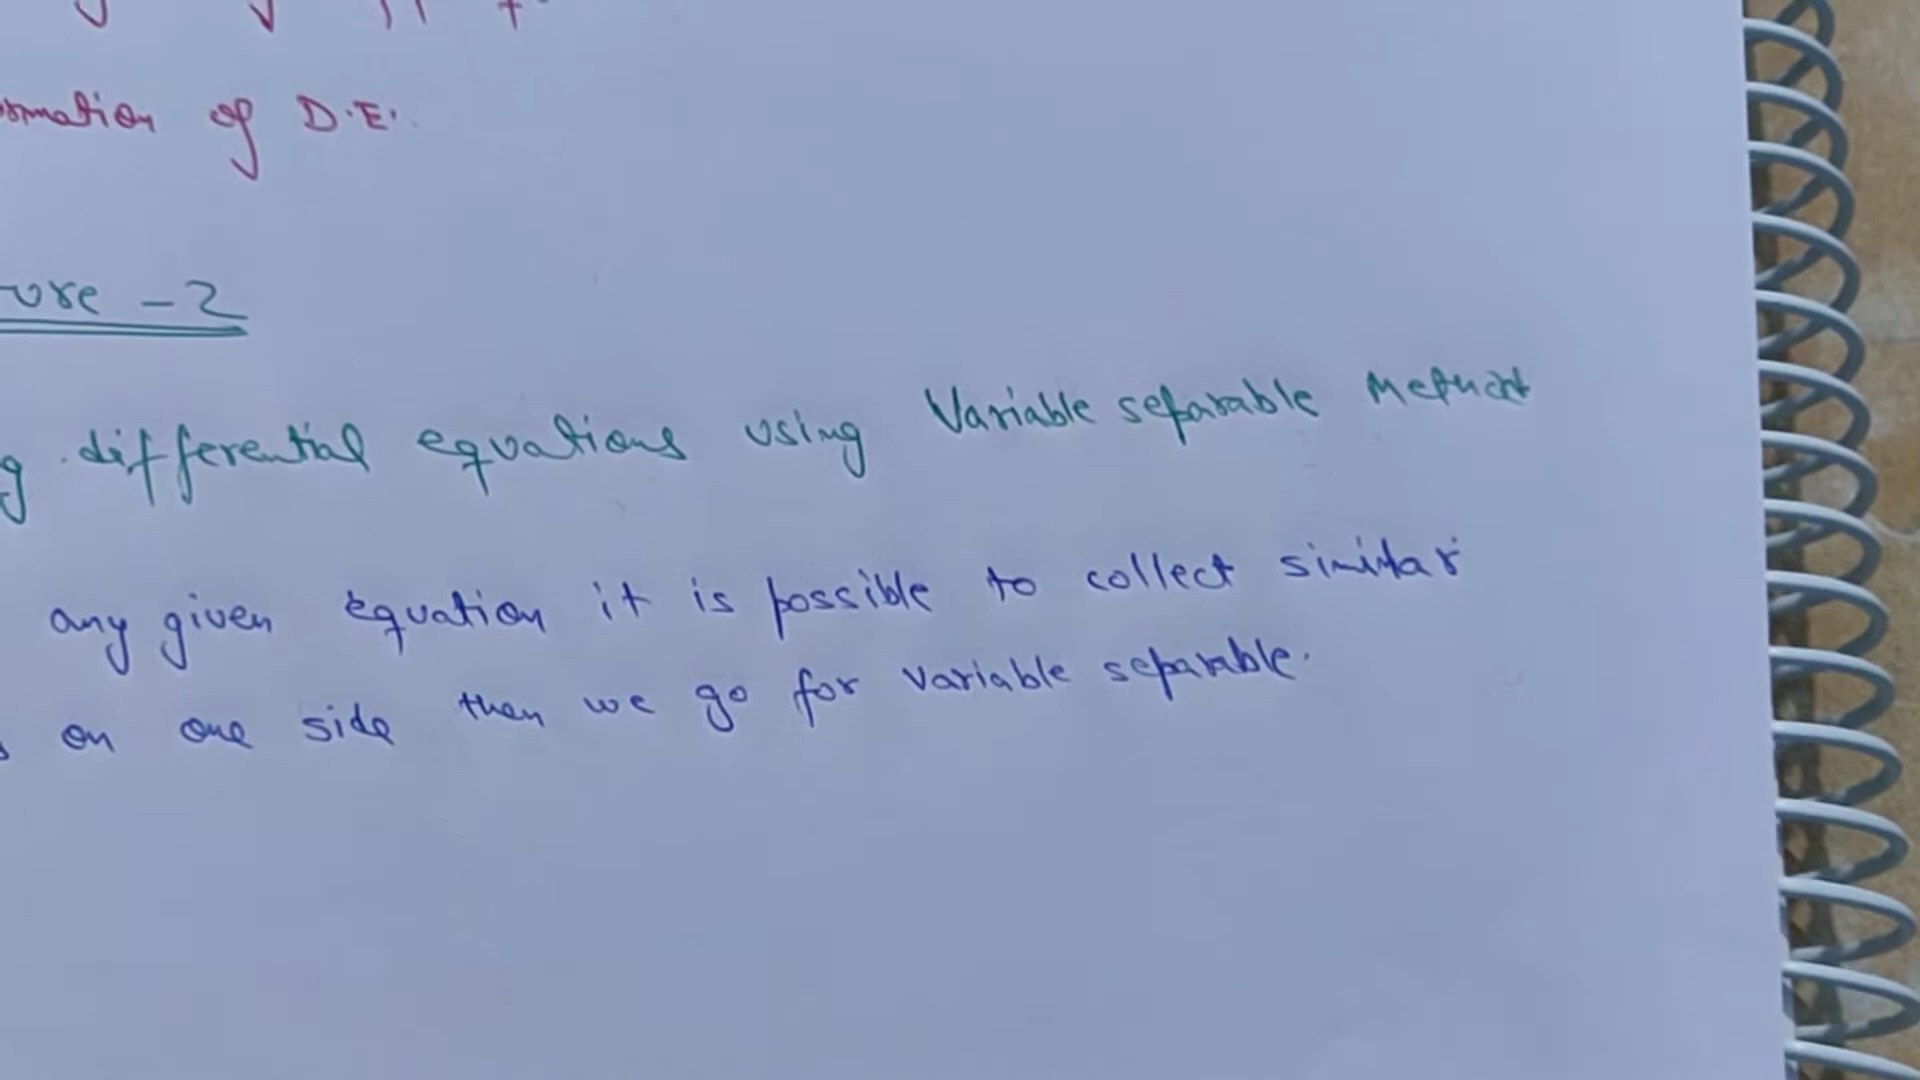 ormation of D.E.
ure - 2
g differential equations using Variable separable Method
any given equation it is possible to collect similar
s on one side then we go for variable separable.